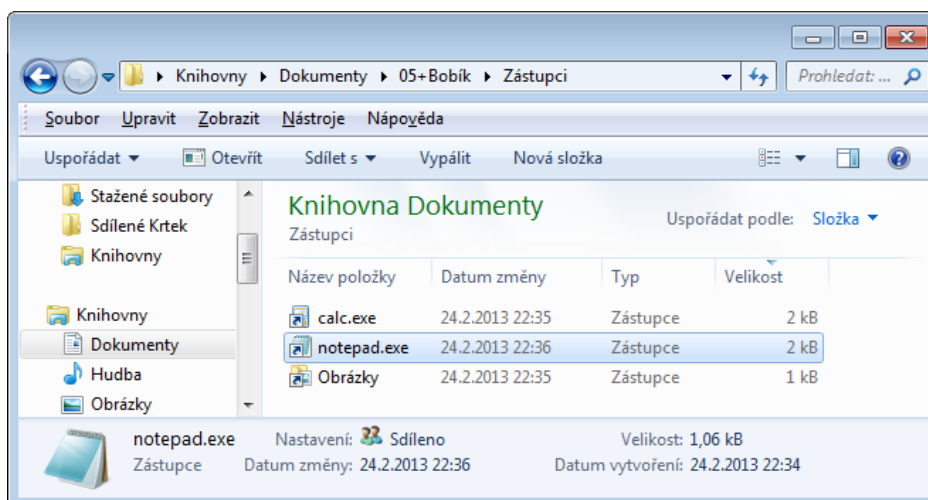 Knihovny Dokumenty 05+Bobík Zástupci Prohledat: ...
Soubor Upravit Zobrazit Nástroje Nápověda
Uspořádat Otevřít Sdílet s Vypálit Nová složka
Stažené soubory
Sdílené Krtek
Knihovny
Knihovny
Dokumenty
Hudba
Obrázky
Knihovna Dokumenty
Zástupci
Uspořádat podle: Složka
Název položky Datum změny Typ Velikost
calc.exe 24.2.2013 22:35 Zástupce 2 kB
notepad.exe 24.2.2013 22:36 Zástupce 2 kB
Obrázky 24.2.2013 22:35 Zástupce 1 kB
notepad.exe Nastavení: Sdíleno Velikost: 1,06 kB
Zástupce Datum změny: 24.2.2013 22:36 Datum vytvoření: 24.2.2013 22:34